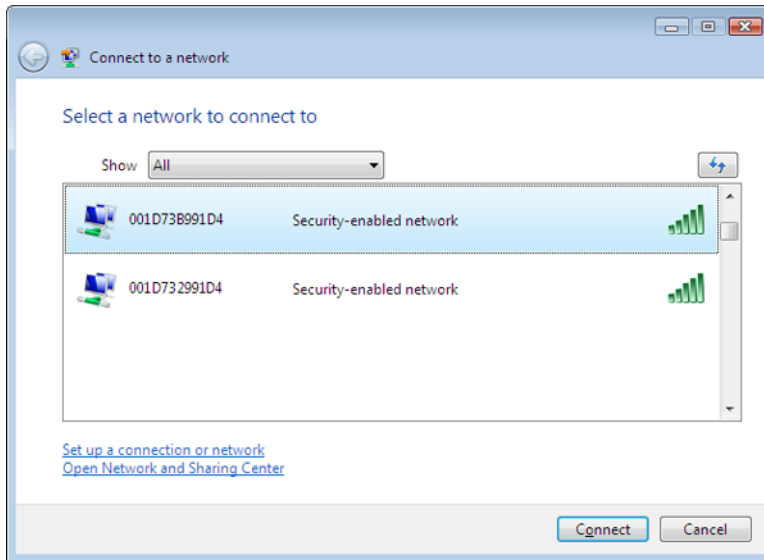 Connect to a network
Select a network to connect to
Show All
001D73B991D4 Security-enabled network
001D732991D4 Security-enabled network
Set up a connection or network
Open Network and Sharing Center
Connect Cancel